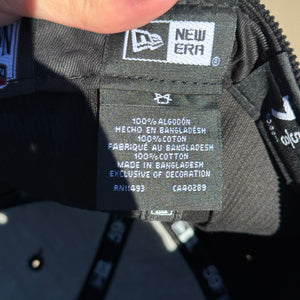 NEW
ERA®
100% ALGODÓN
HECHO EN BANGLADÉSH
100% COTON
FABRIQUÉ AU BANGLADESH
100% COTTON
MADE IN BANGLADESH
EXCLUSIVE OF DECORATION
RN11493 CA40289